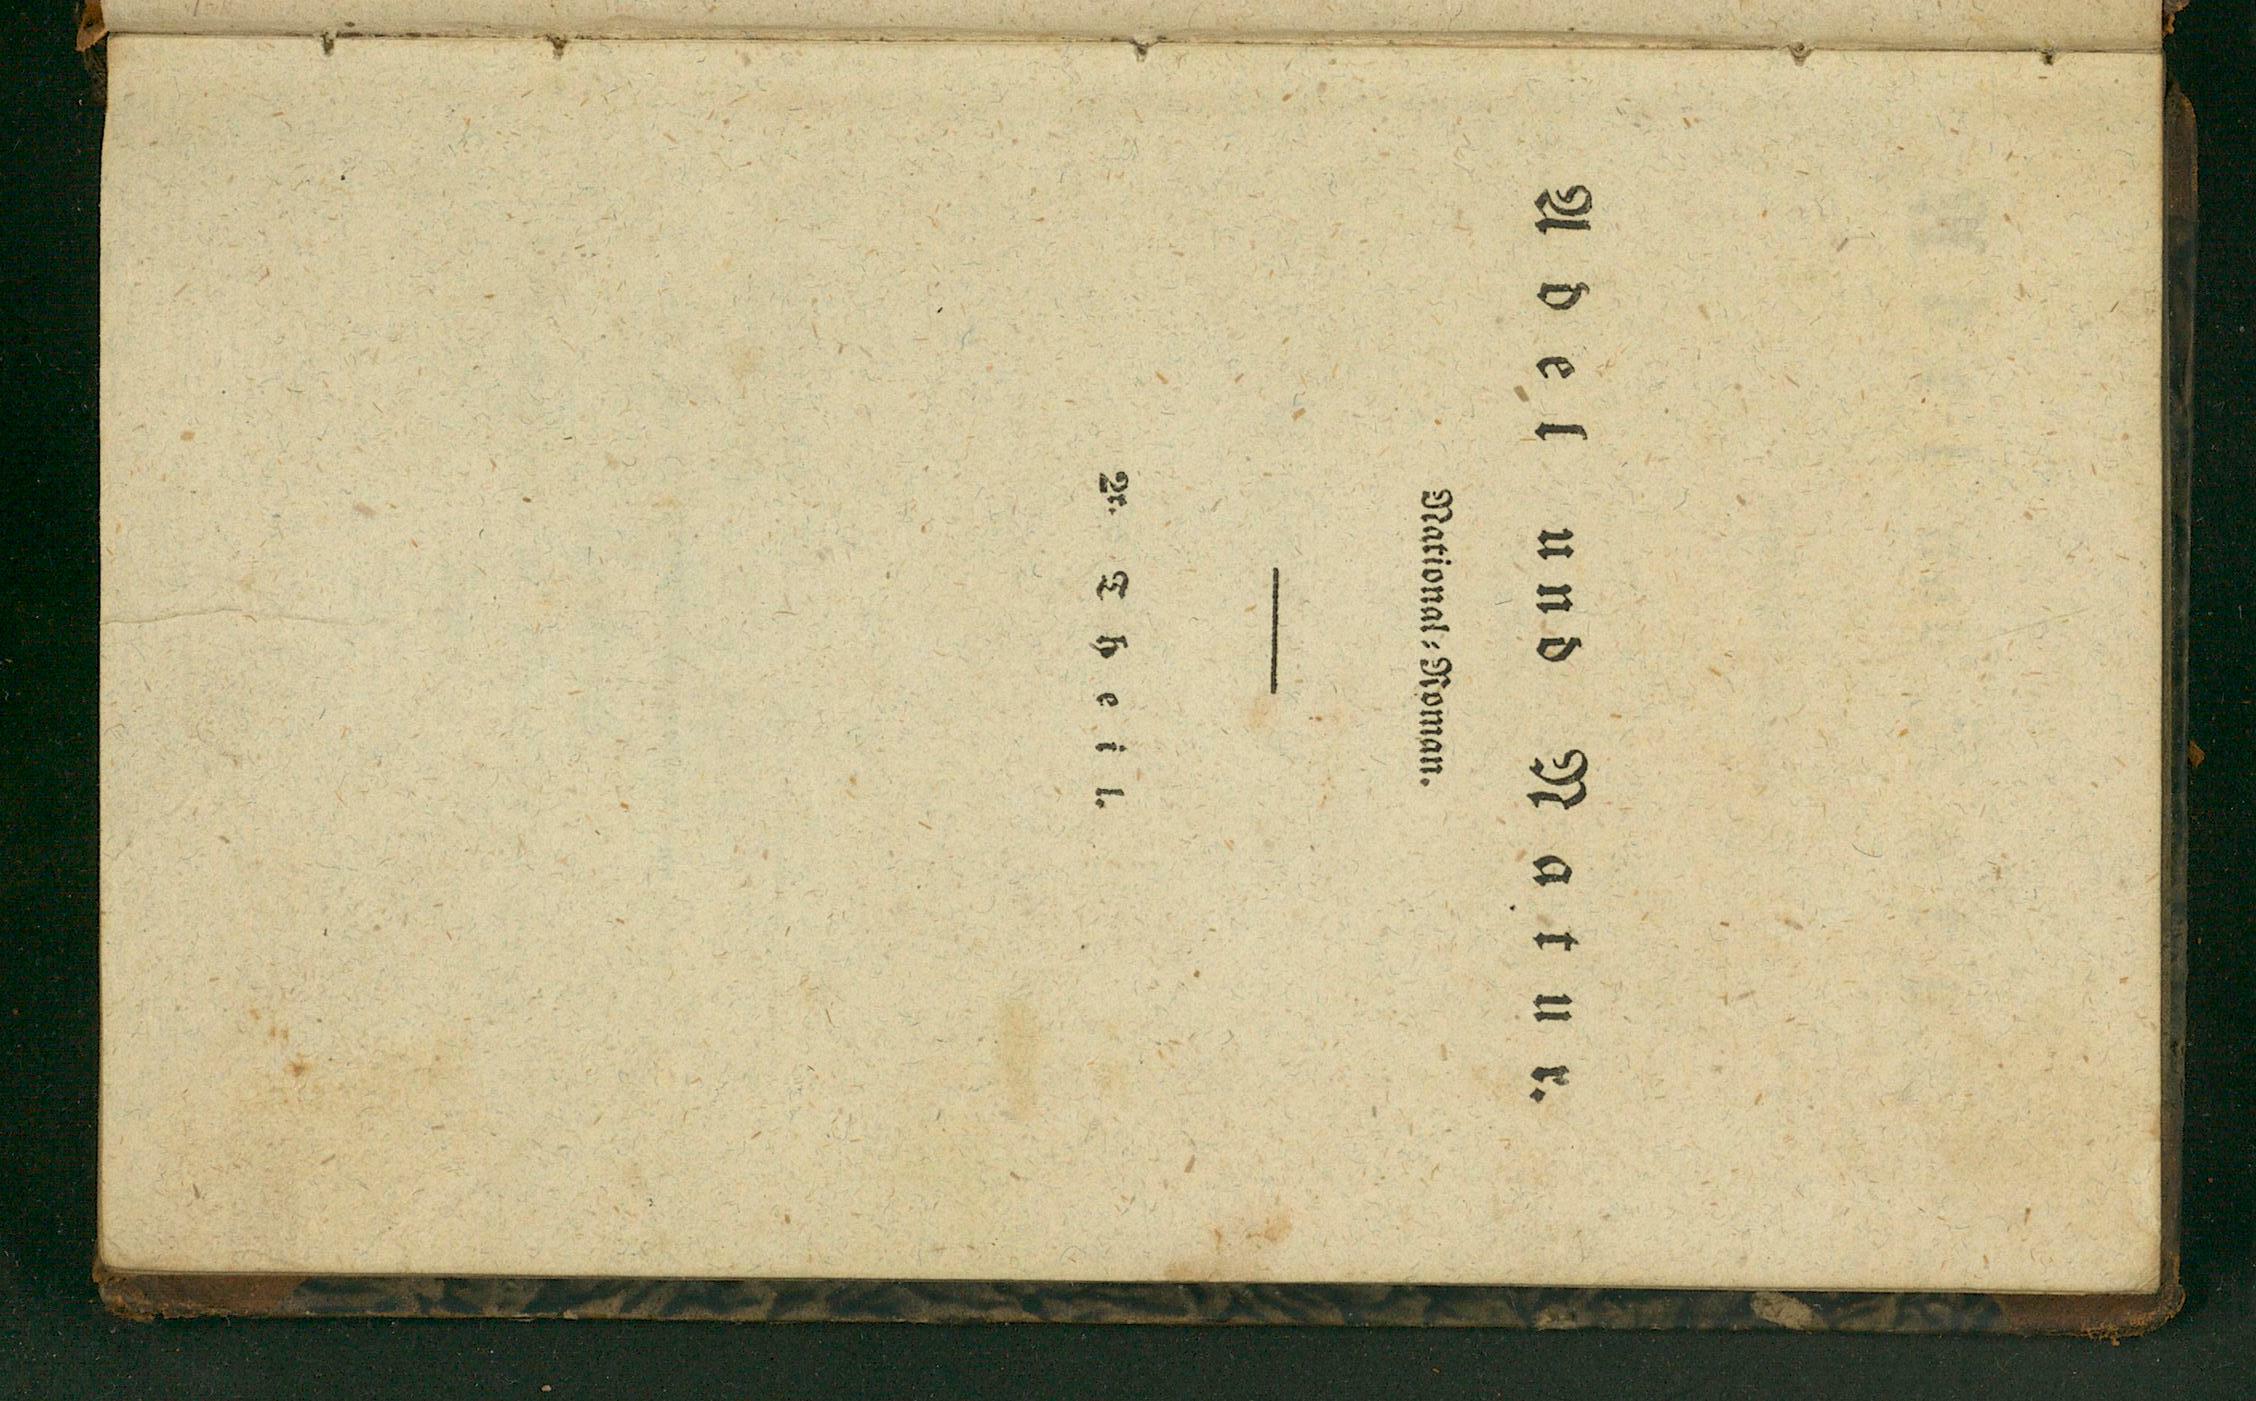 Adel und Natur.
National-Roman.
2r. Theil.